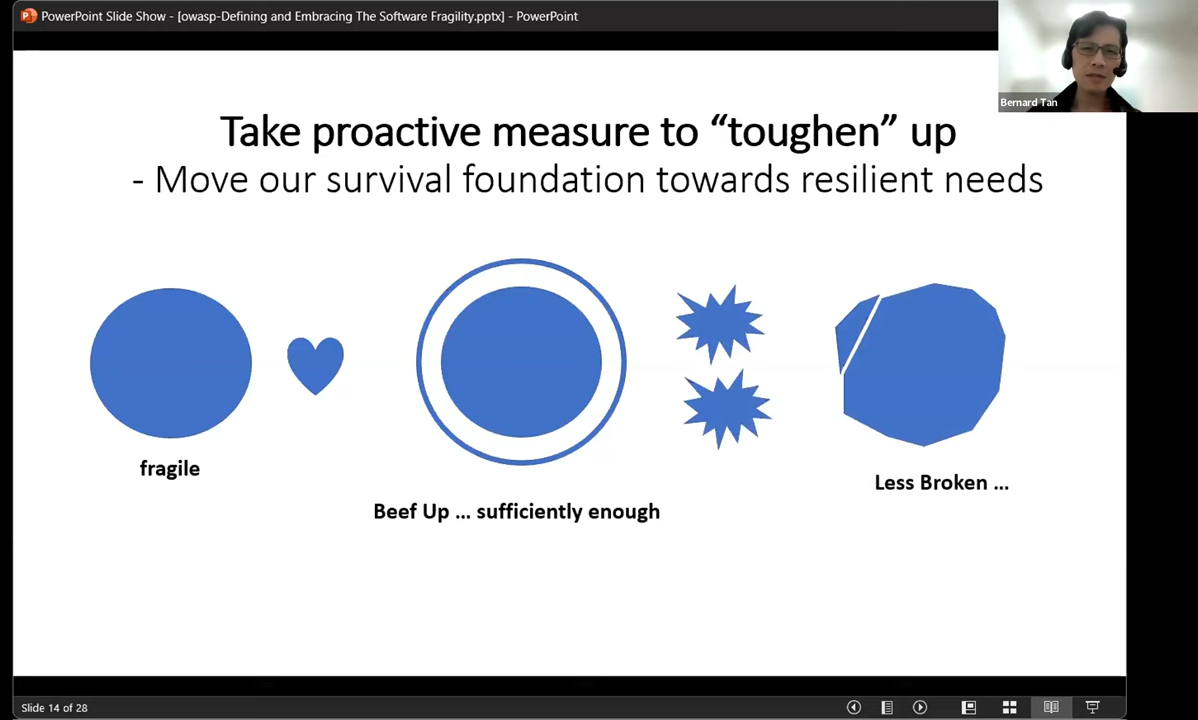 PowerPoint Slide Show - [owasp-Defining and Embracing The Software Fragility.pptx] - PowerPoint
Bernard Tan
Take proactive measure to “toughen” up
- Move our survival foundation towards resilient needs
fragile
Beef Up ... sufficiently enough
Less Broken ...
Slide 14 of 28